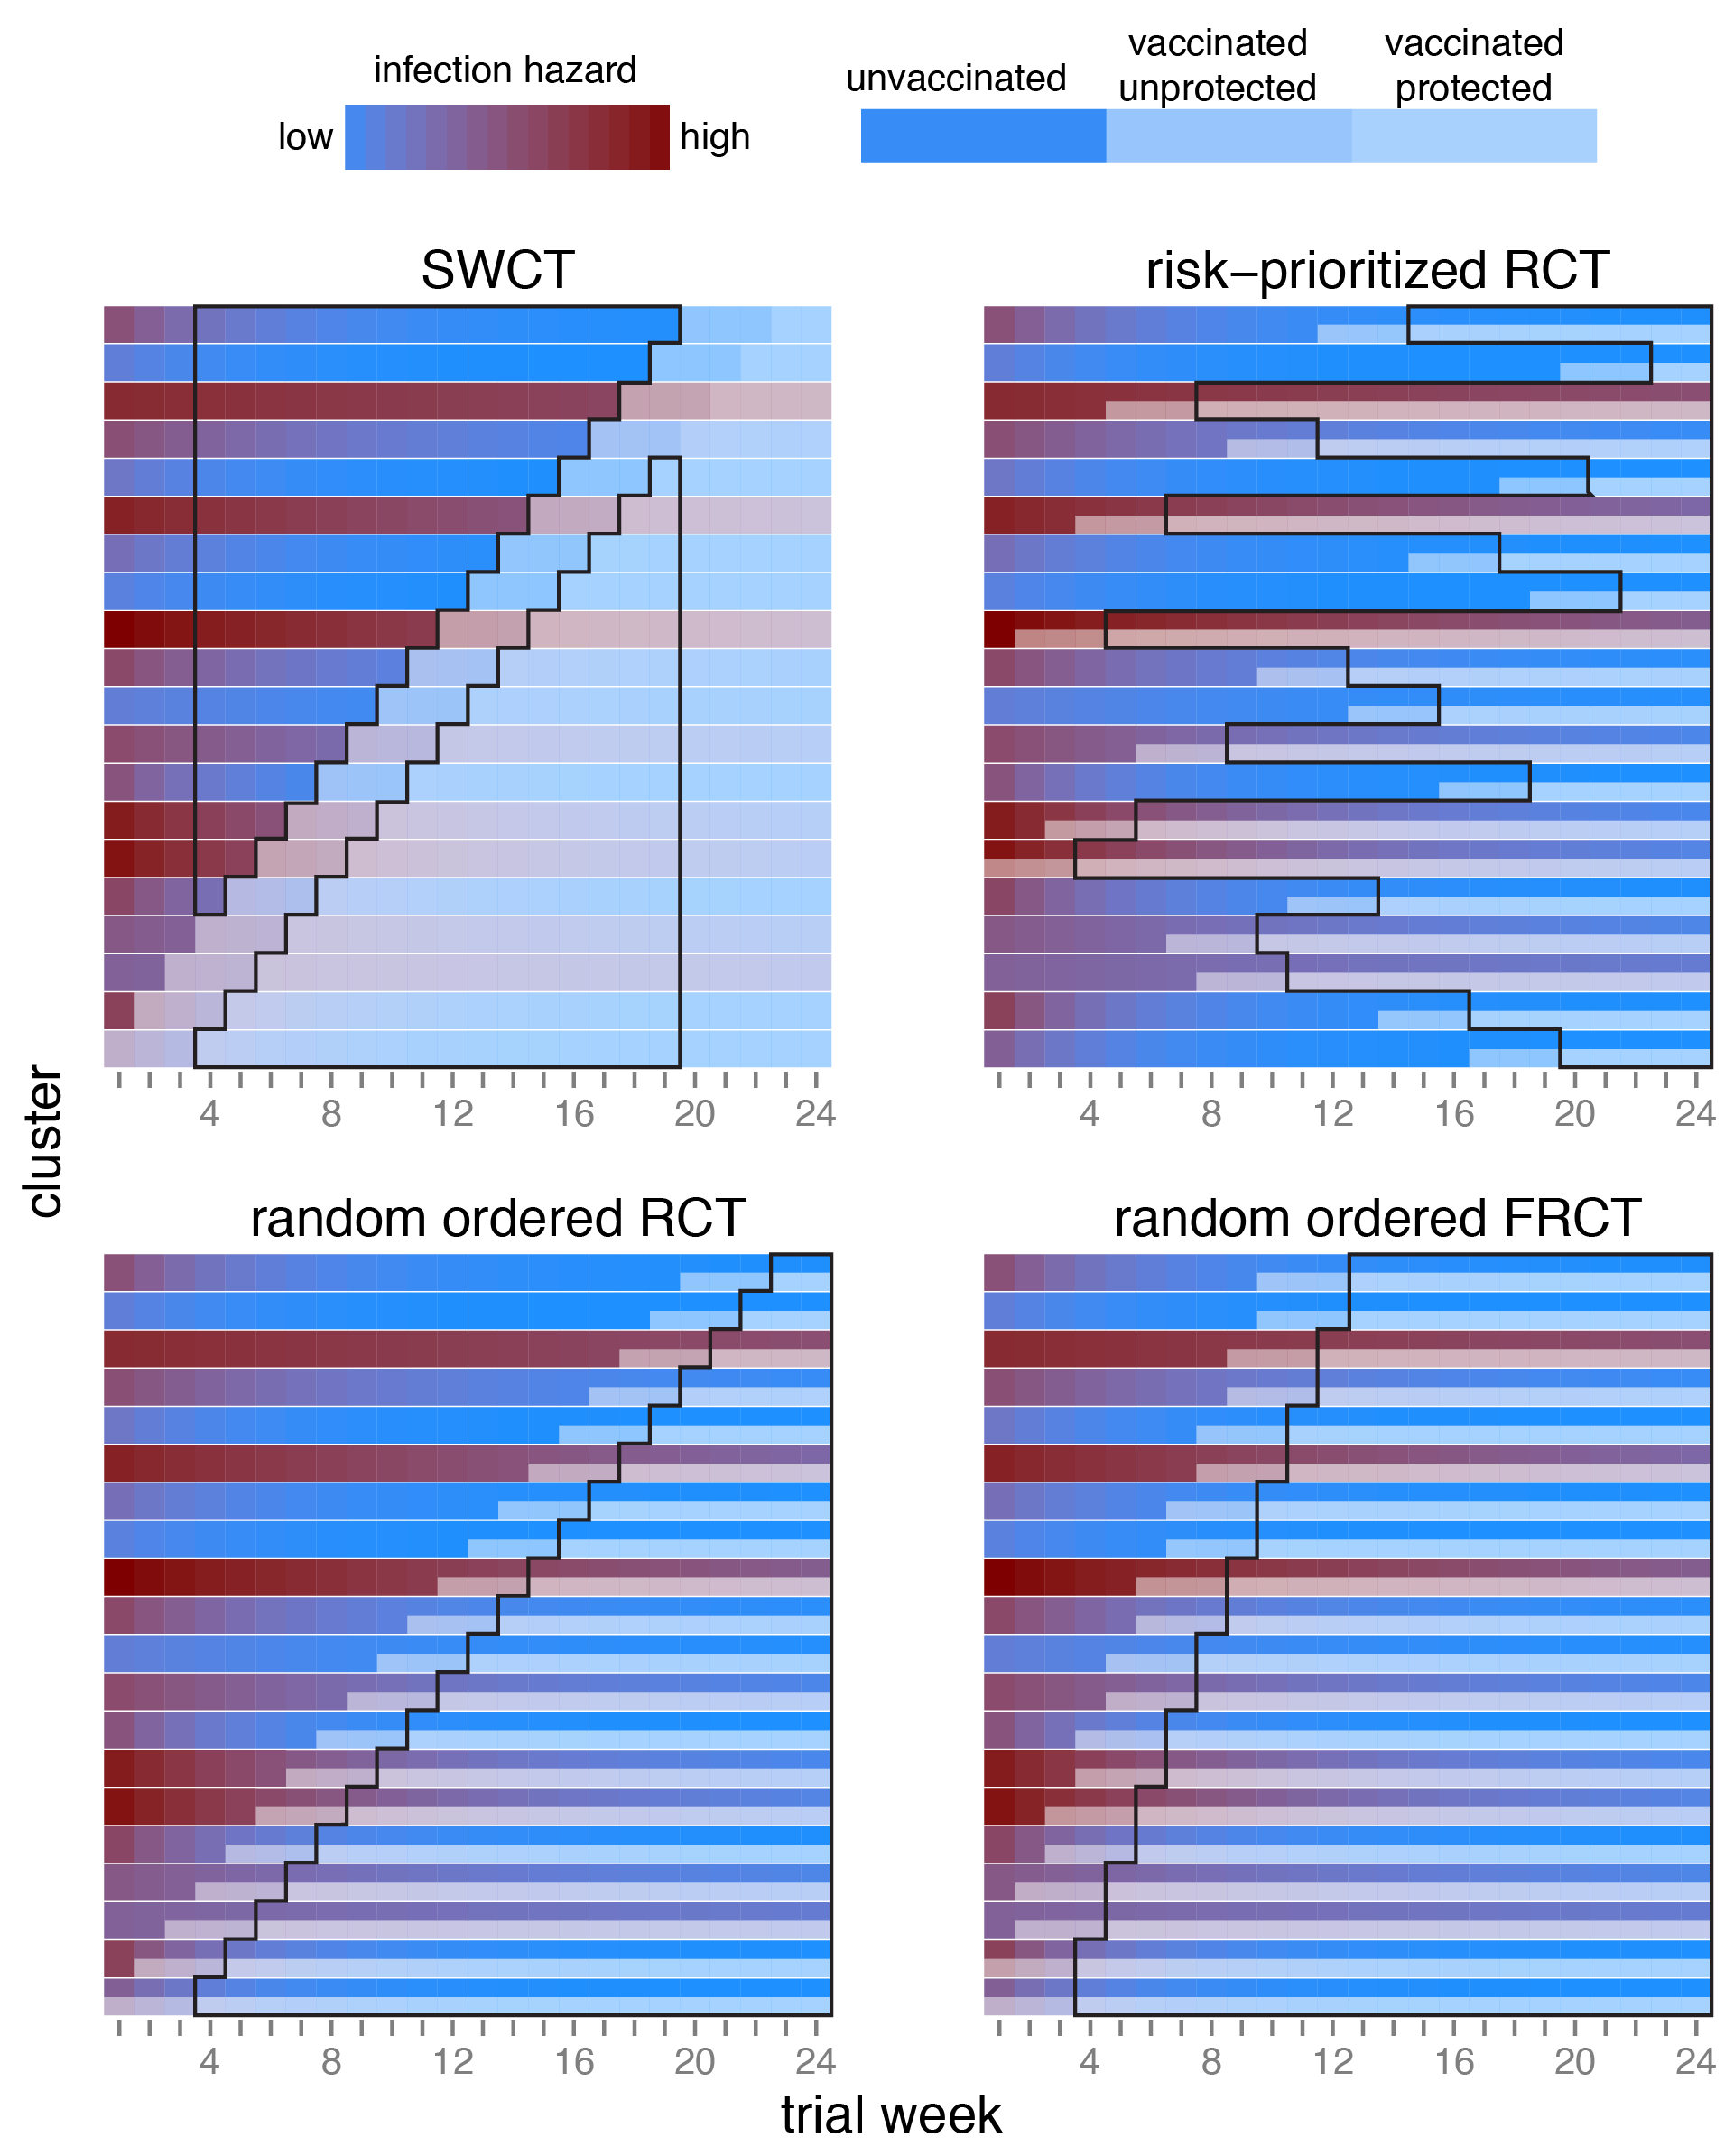 infection hazard
low
high
unvaccinated
vaccinated
unprotected
vaccinated
protected
SWCT
risk−prioritized RCT
4 8 12 16 20 24
4 8 12 16 20 24
cluster
random ordered RCT
random ordered FRCT
4 8 12 16 20 24
4 8 12 16 20 24
trial week